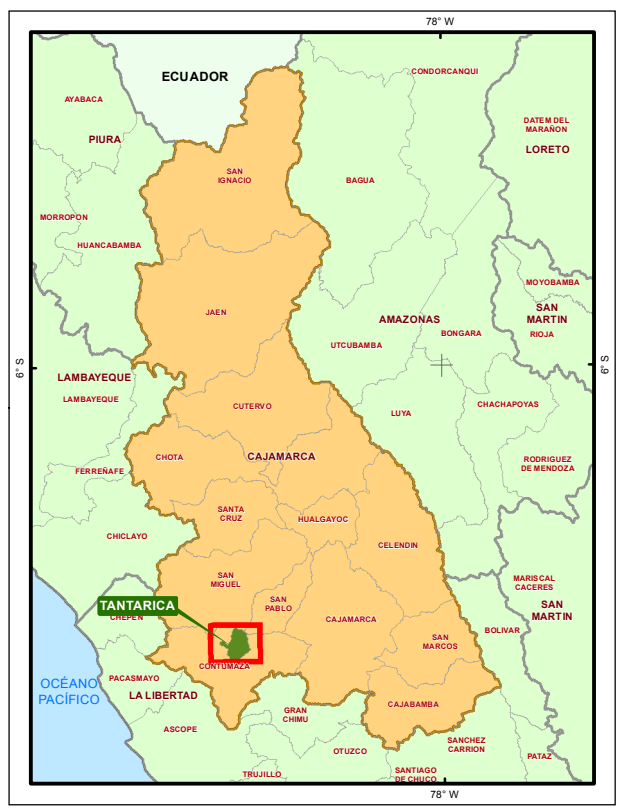 78° W
ECUADOR
CONDORCANQUI
AYABACA
DATEM DEL
MARAÑON
PIURA
LORETO
SAN
IGNACIO
BAGUA
MORROPON
HUANCABAMBA
MOYOBAMBA
SAN
MARTIN
JAEN
AMAZONAS
BONGARA
RIOJA
UTCUBAMBA
6° S
6° S
LAMBAYEQUE
LAMBAYEQUE
CUTERVO
LUYA
CHACHAPOYAS
CHOTA
CAJAMARCA
FERREÑAFE
RODRIGUEZ
DE MENDOZA
SANTA
CRUZ
HUALGAYOC
CHICLAYO
CELENDIN
SAN
MIGUEL
MARISCAL
CACERES
TANTARICA
SAN
PABLO
SAN
MARTIN
CHEPEN
CAJAMARCA
BOLIVAR
SAN
MARCOS
CONTUMAZA
PACASMAYO
OCÉANO
PACÍFICO
LA LIBERTAD
CAJABAMBA
GRAN
CHIMU
ASCOPE
SANCHEZ
CARRION
OTUZCO
PATAZ
TRUJILLO
SANTIAGO
DE CHUCO
78° W